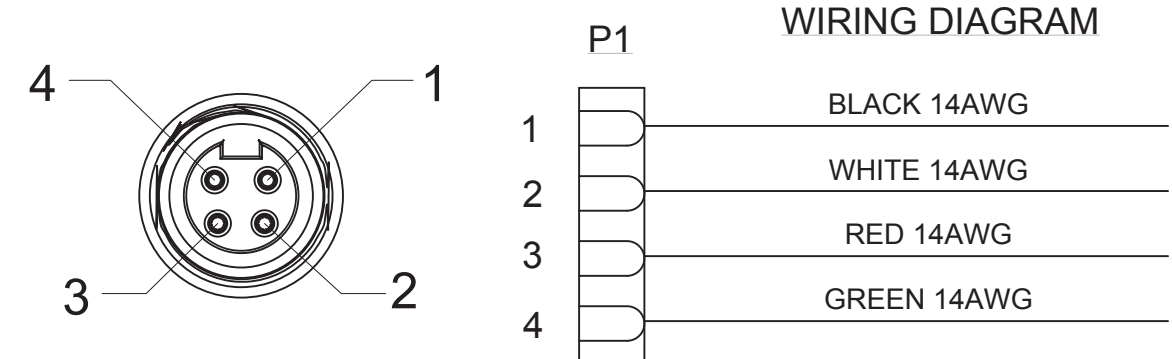 4
1
3
2
WIRING DIAGRAM
P1
1
BLACK 14AWG
2
WHITE 14AWG
3
RED 14AWG
4
GREEN 14AWG